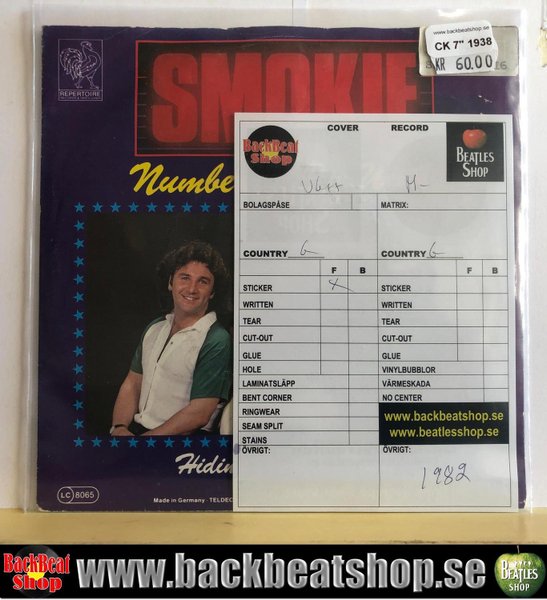 REPERTOIRE
SMOKIE
www.backbeatshop.se
CK 7" 1938
KR 60.00
16
Numbe
COVER
RECORD
BackBeat
Shop
BEATLES
SHOP
M-
BOLAGSPÅSE
MATRIX:
COUNTRY G
COUNTRY G
F B
F B
STICKER X
STICKER
WRITTEN
WRITTEN
TEAR
TEAR
CUT-OUT
CUT-OUT
GLUE
GLUE
HOLE
VINYLBUBBLOR
LAMINATSLÄPP
VÄRMESKADA
BENT CORNER
NO CENTER
RINGWEAR
SEAM SPLIT
STAINS
www.backbeatshop.se
www.beatlesshop.se
ÖVRIGT:
ÖVRIGT:
1982
Hidin
LC 8065
Made in Germany · TELDEC
BackBeat
Shop
www.backbeatshop.se
BEATLES
SHOP